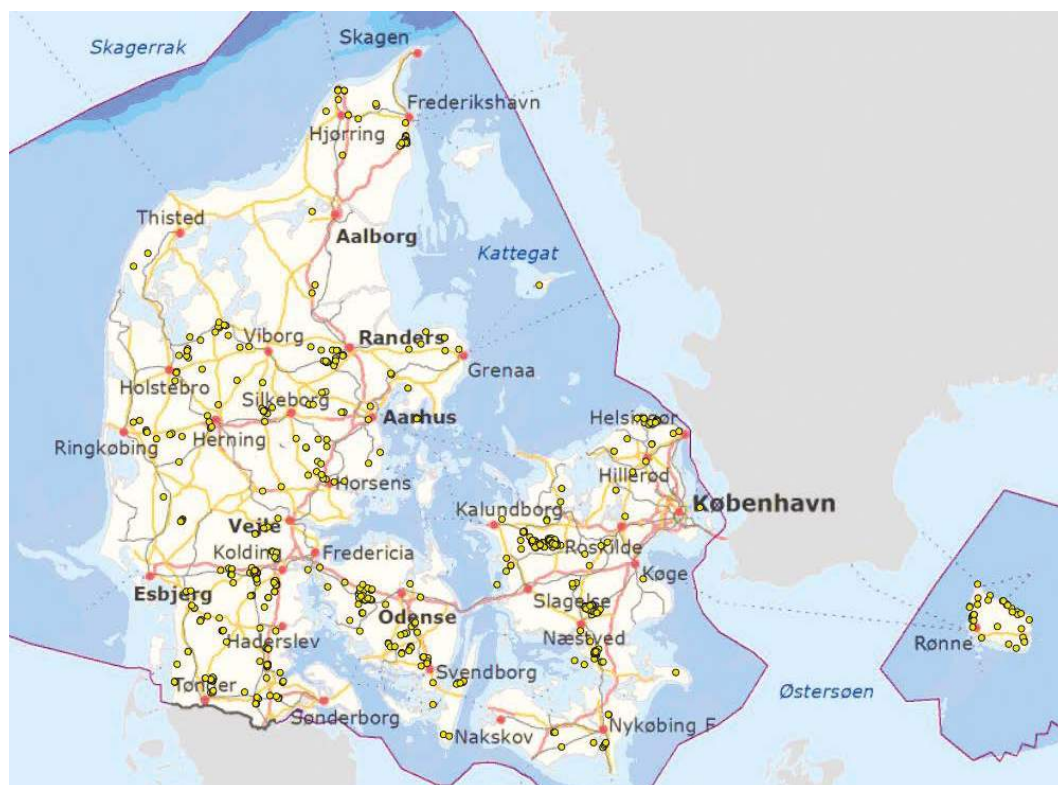 Skagen
Skagerrak
Frederikshavn
Hjørring
Thisted
Aalborg
Kattegat
Viborg
Randers
Grenaa
Holstebro
Silkeborg
Aarhus
Helsingør
Ringkøbing
Herning
Hillerød
Horsens
Kalundborg
København
Vejle
Kolding
Fredericia
Roskilde
Køge
Esbjerg
Odense
Slagelse
Haderslev
Næstved
Rønne
Svendborg
Tønder
Østersøen
Sønderborg
Nakskov
Nykøbing F